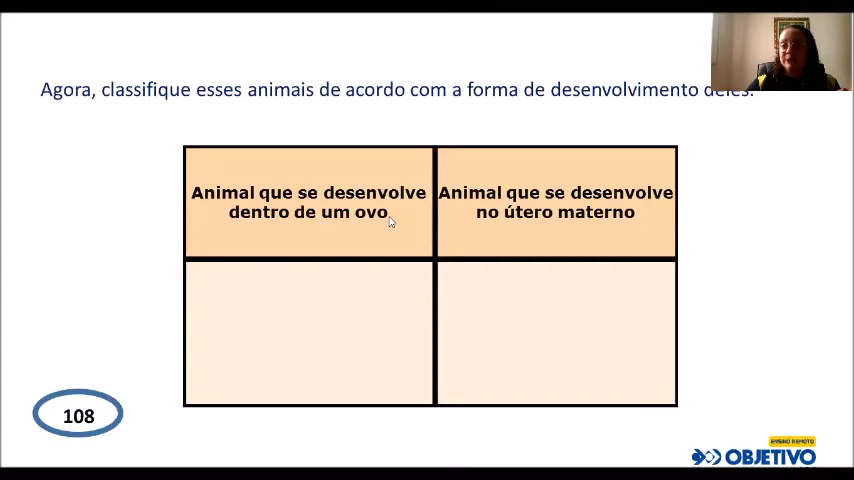 Agora, classifique esses animais de acordo com a forma de desenvolvimento deles.
Animal que se desenvolve
dentro de um ovo
Animal que se desenvolve
no útero materno
108
ENSINO REMOTO
OBJETIVO